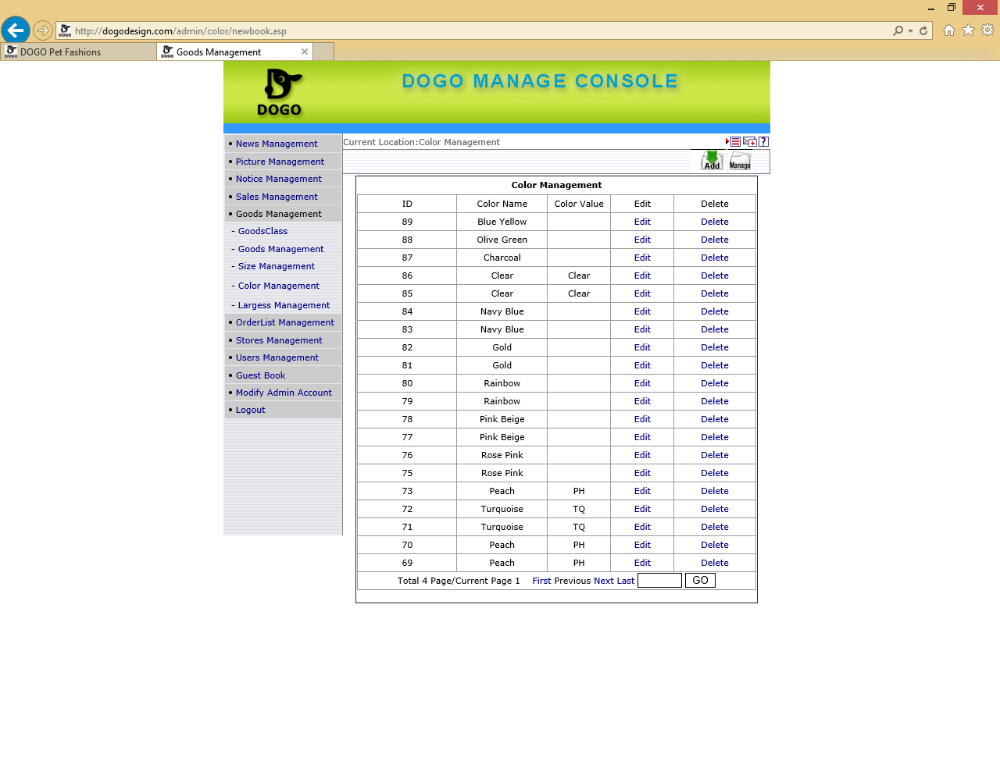 http://dogodesign.com/admin/color/newbook.asp
DOGO Pet Fashions
Goods Management
DOGO
DOGO MANAGE CONSOLE
• News Management
• Picture Management
• Notice Management
• Sales Management
• Goods Management
- GoodsClass
- Goods Management
- Size Management
- Color Management
- Largess Management
• OrderList Management
• Stores Management
• Users Management
• Guest Book
• Modify Admin Account
• Logout
Current Location:Color Management
Add Manage
Color Management
ID Color Name Color Value Edit Delete
89 Blue Yellow Edit Delete
88 Olive Green Edit Delete
87 Charcoal Edit Delete
86 Clear Clear Edit Delete
85 Clear Clear Edit Delete
84 Navy Blue Edit Delete
83 Navy Blue Edit Delete
82 Gold Edit Delete
81 Gold Edit Delete
80 Rainbow Edit Delete
79 Rainbow Edit Delete
78 Pink Beige Edit Delete
77 Pink Beige Edit Delete
76 Rose Pink Edit Delete
75 Rose Pink Edit Delete
73 Peach PH Edit Delete
72 Turquoise TQ Edit Delete
71 Turquoise TQ Edit Delete
70 Peach PH Edit Delete
69 Peach PH Edit Delete
Total 4 Page/Current Page 1 First Previous Next Last GO